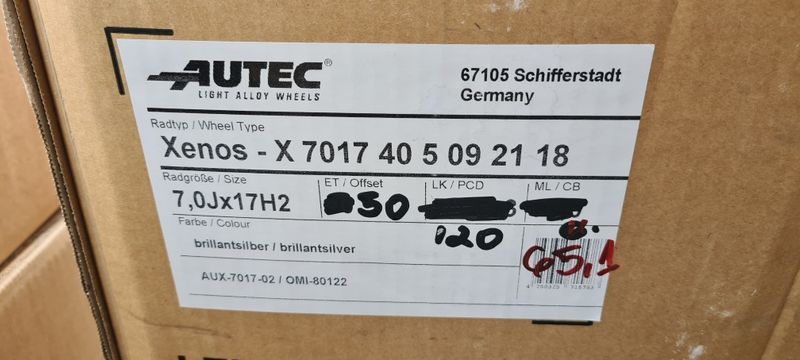 AUTEC®
LIGHT ALLOY WHEELS
67105 Schifferstadt
Germany
Radtyp / Wheel Type
Xenos - X 7017 40 5 09 21 18
Radgröße / Size
7,0Jx17H2
ET / Offset
50
LK / PCD
120
ML / CB
65,1
Farbe / Colour
brillantsilber / brillantsilver
AUX-7017-02 / OMI-80122